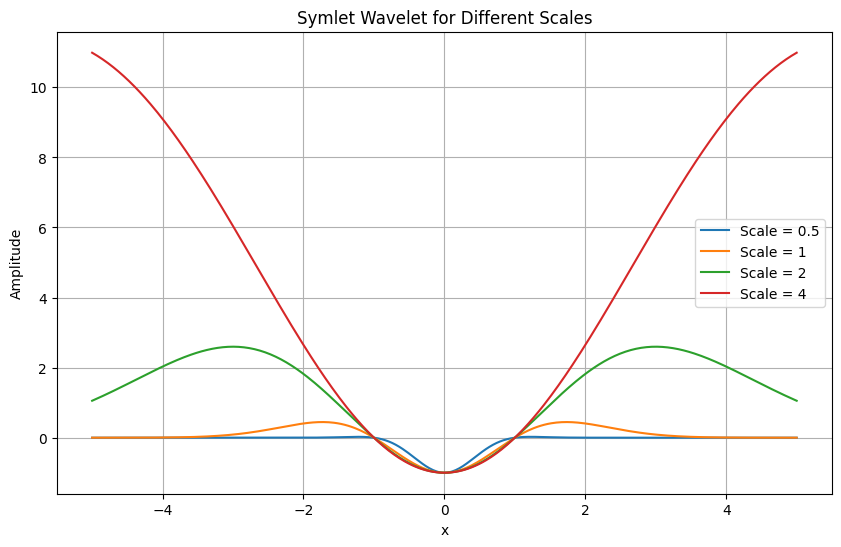 Symlet Wavelet for Different Scales
Amplitude
10
8
6
4
2
0
Scale = 0.5
Scale = 1
Scale = 2
Scale = 4
−4
−2
0
2
4
x